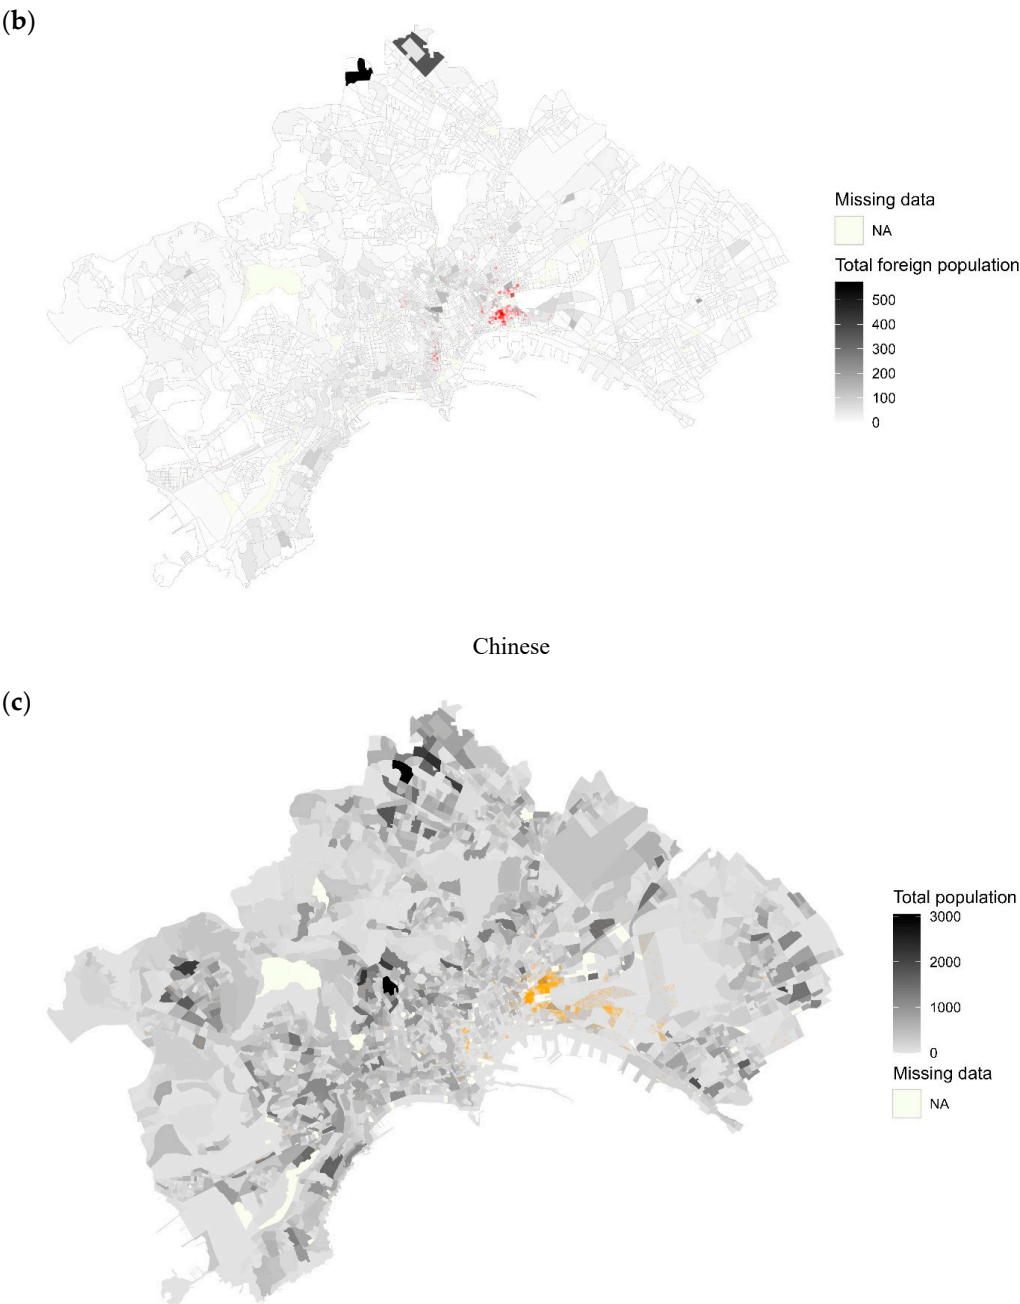 (b)
Missing data
NA
Total foreign population
500
400
300
200
100
0
Chinese
(c)
Total population
3000
2000
1000
0
Missing data
NA